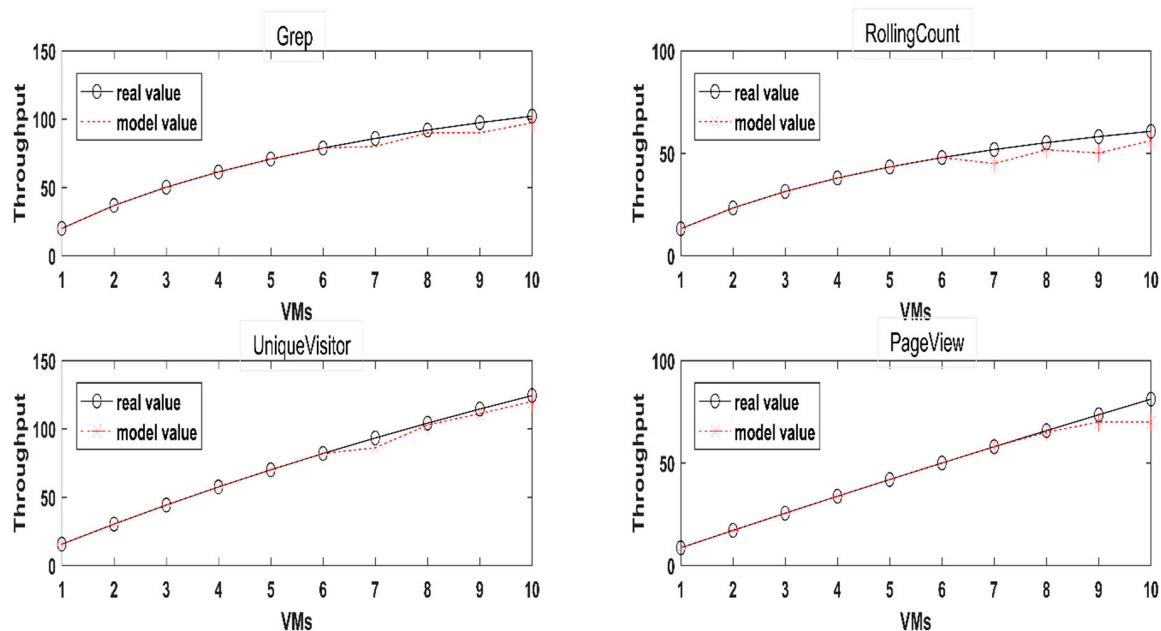 Grep
150
100
50
0
Throughput
real value
model value
1 2 3 4 5 6 7 8 9 10
VMs
RollingCount
100
50
0
Throughput
real value
model value
1 2 3 4 5 6 7 8 9 10
VMs
UniqueVisitor
150
100
50
0
Throughput
real value
model value
1 2 3 4 5 6 7 8 9 10
VMs
PageView
100
50
0
Throughput
real value
model value
1 2 3 4 5 6 7 8 9 10
VMs